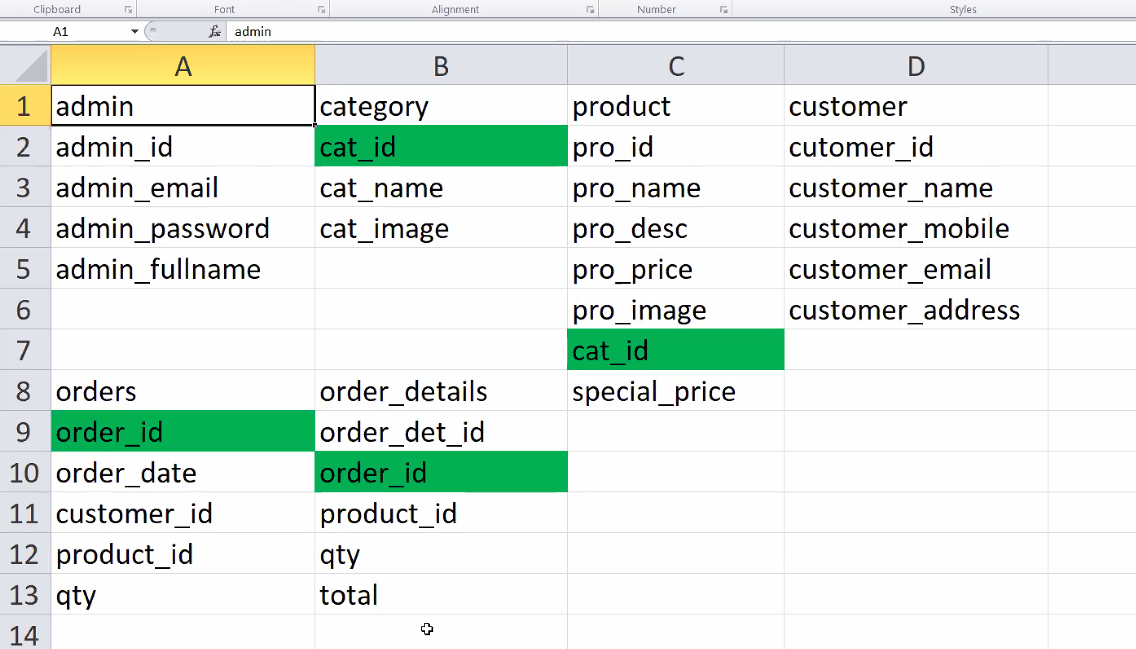 Clipboard Font Alignment Number Styles
A1 fx admin
A B C D
1 admin category product customer
2 admin_id cat_id pro_id cutomer_id
3 admin_email cat_name pro_name customer_name
4 admin_password cat_image pro_desc customer_mobile
5 admin_fullname pro_price customer_email
6 pro_image customer_address
7 cat_id
8 orders order_details special_price
9 order_id order_det_id
10 order_date order_id
11 customer_id product_id
12 product_id qty
13 qty total
14